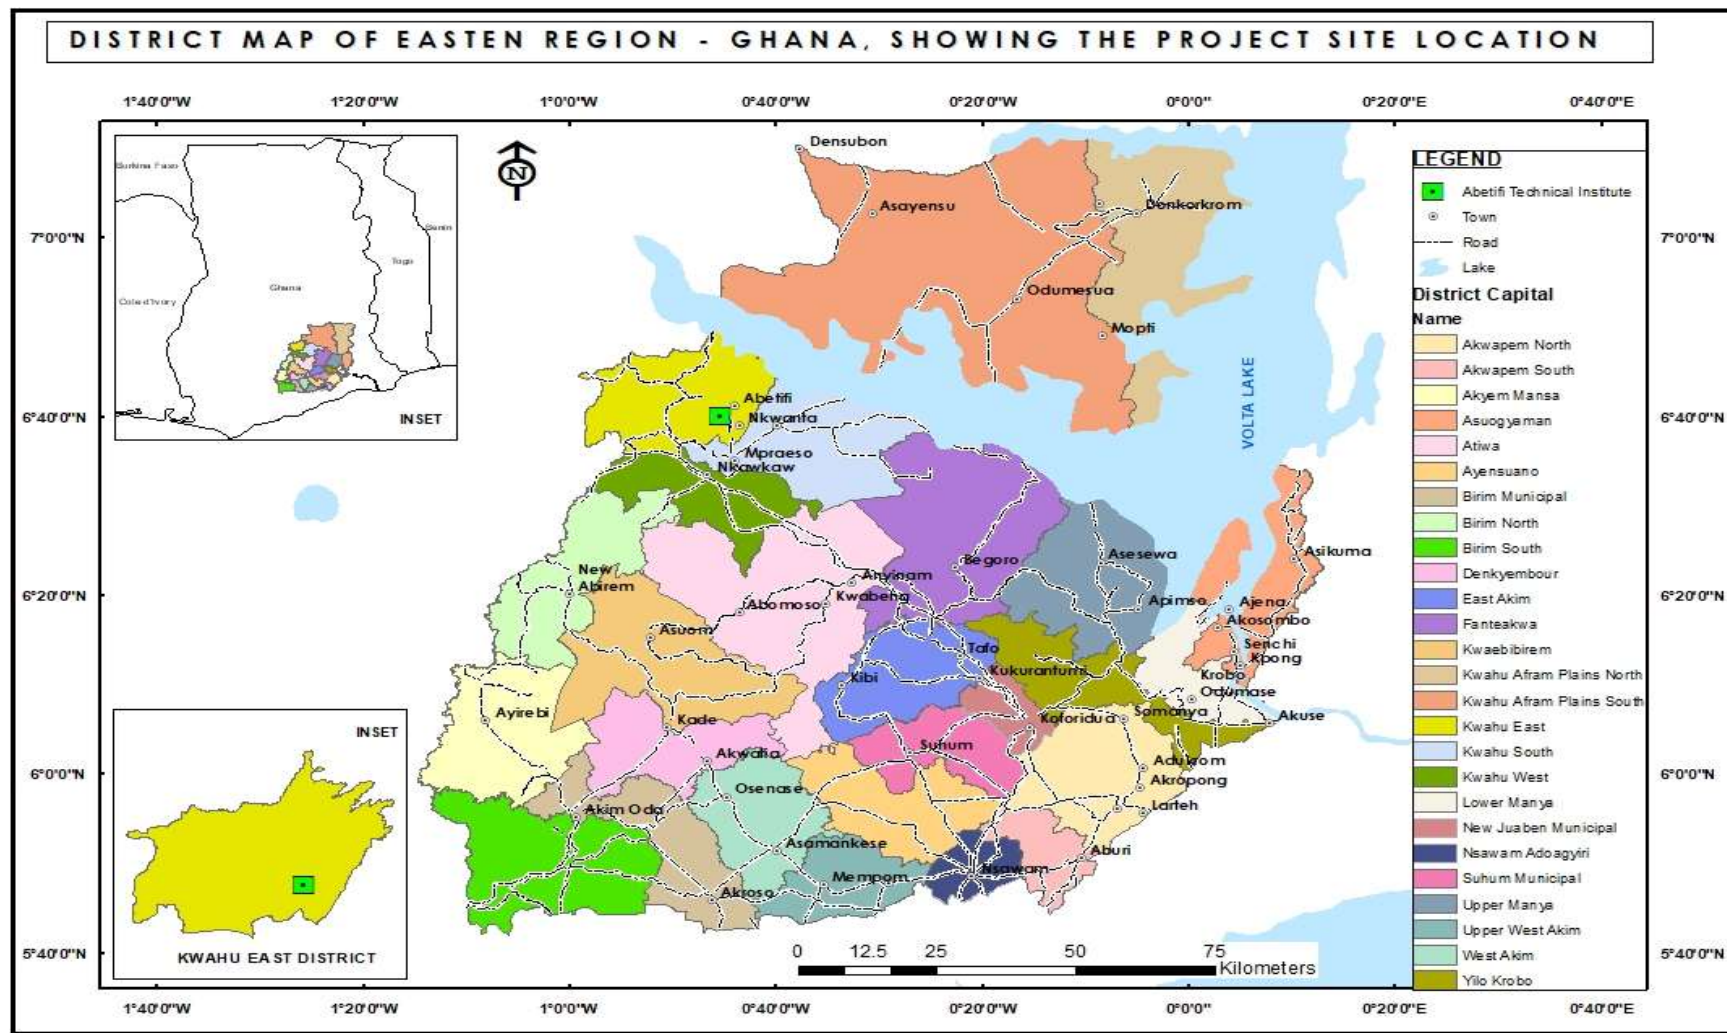 DISTRICT MAP OF EASTEN REGION - GHANA, SHOWING THE PROJECT SITE LOCATION
1°40'0"W
1°20'0"W
1°0'0"W
0°40'0"W
0°20'0"W
0°0'0"
0°20'0"E
0°40'0"E
7°0'0"N
6°40'0"N
6°20'0"N
6°0'0"N
5°40'0"N
Burkina Faso
Benin
Togo
Ghana
Cote d'Ivory
INSET
N
Densubon
Asayensu
Donkorkrom
Odumesua
Mopti
VOLTA LAKE
Abetifi
Nkwanta
Mpraeso
Nkawkaw
Begoro
Asesewa
Asikuma
New
Abirem
Anyinam
Kwabeng
Abomoso
Apimso
Ajena
Akosombo
Asuom
Senchi
Kpong
Tafo
Kukurantumi
Kibi
Krobo
Odumase
Ayirebi
Kade
Koforidua
Somanya
Akuse
Akwatia
Suhum
Adukrom
Akropong
Osenase
Larteh
Akim Oda
Asamankese
Aburi
Mempom
Nsawam
Akroso
INSET
KWAHU EAST DISTRICT
0 12.5 25 50 75
Kilometers
LEGEND
Abetifi Technical Institute
Town
Road
Lake
District Capital
Name
Akwapem North
Akwapem South
Akyem Mansa
Asuogyaman
Atiwa
Ayensuano
Birim Municipal
Birim North
Birim South
Denkyembour
East Akim
Fanteakwa
Kwaebibirem
Kwahu Afram Plains North
Kwahu Afram Plains South
Kwahu East
Kwahu South
Kwahu West
Lower Manya
New Juaben Municipal
Nsawam Adoagyiri
Suhum Municipal
Upper Manya
Upper West Akim
West Akim
Yilo Krobo
7°0'0"N
6°40'0"N
6°20'0"N
6°0'0"N
5°40'0"N
1°40'0"W
1°20'0"W
1°0'0"W
0°40'0"W
0°20'0"W
0°0'0"
0°20'0"E
0°40'0"E